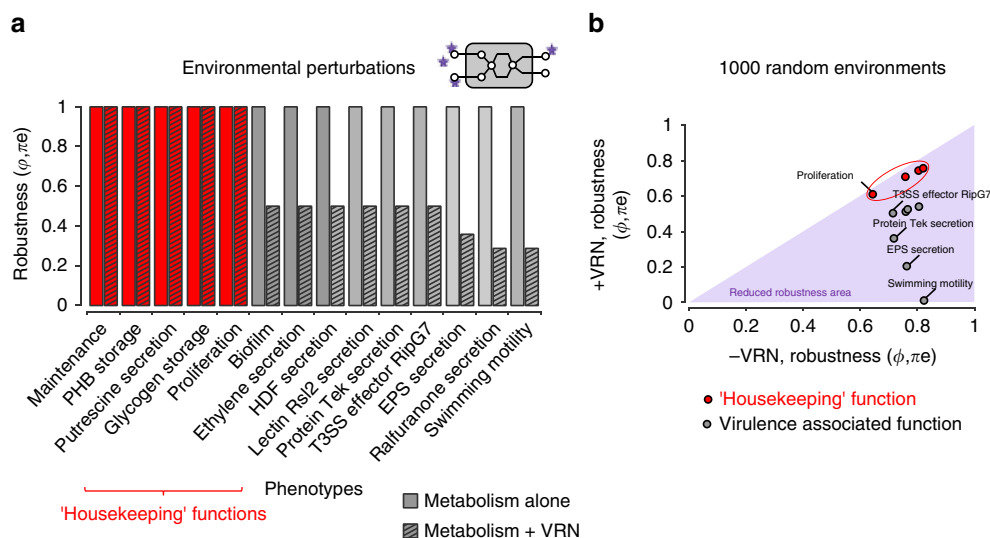 a
Environmental perturbations
Robustness (φ,πe)
1
0.8
0.6
0.4
0.2
0
Maintenance
PHB storage
Putrescine secretion
Glycogen storage
Proliferation
Biofilm
Ethylene secretion
HDF secretion
Lectin Rsl2 secretion
Protein Tek secretion
T3SS effector RipG7
EPS secretion
Ralfuranone secretion
Swimming motility
Phenotypes
'Housekeeping' functions
Metabolism alone
Metabolism + VRN
b
1000 random environments
+VRN, robustness
(ϕ,πe)
1
0.8
0.6
0.4
0.2
0
Proliferation
T3SS effector RipG7
Protein Tek secretion
EPS secretion
Swimming motility
Reduced robustness area
0
0.2
0.4
0.6
0.8
1
−VRN, robustness (ϕ,πe)
'Housekeeping' function
Virulence associated function